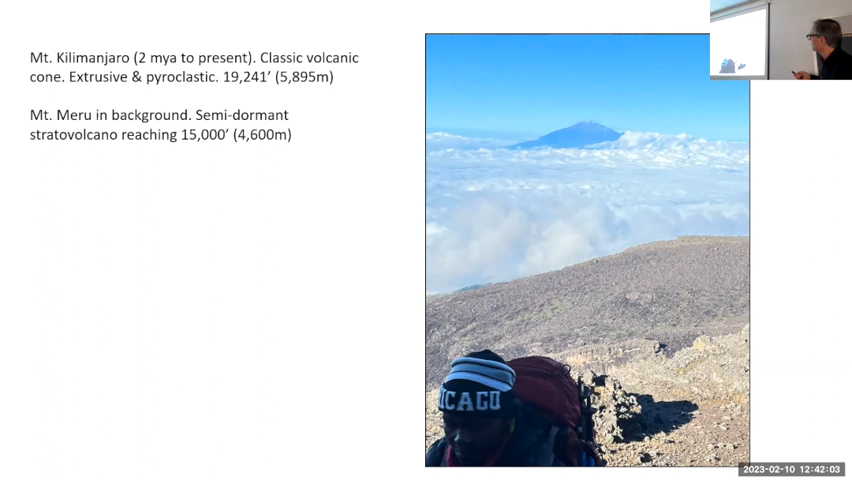 Mt. Kilimanjaro (2 mya to present). Classic volcanic
cone. Extrusive & pyroclastic. 19,241’ (5,895m)
Mt. Meru in background. Semi-dormant
stratovolcano reaching 15,000’ (4,600m)
ICAGO
2023-02-10 12:42:03